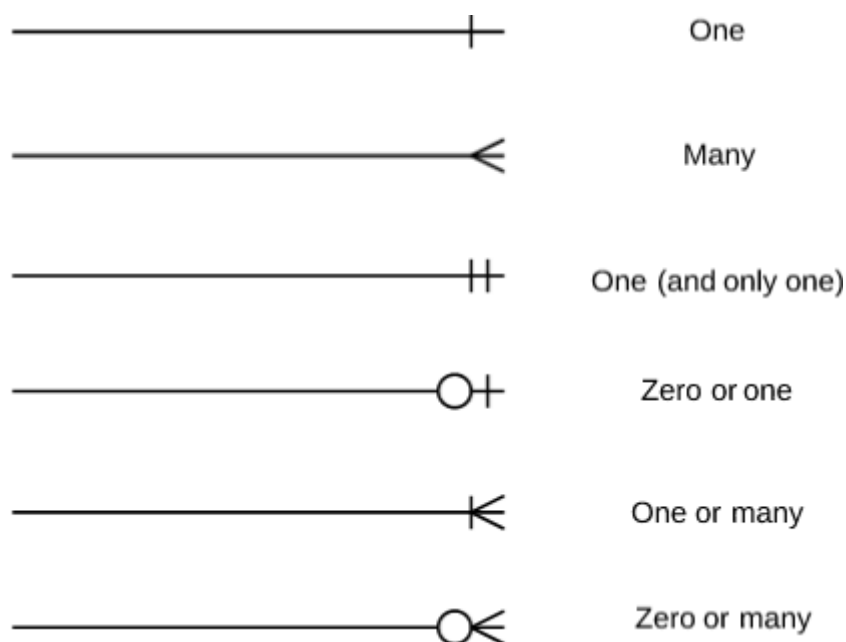 One
Many
One (and only one)
Zero or one
One or many
Zero or many